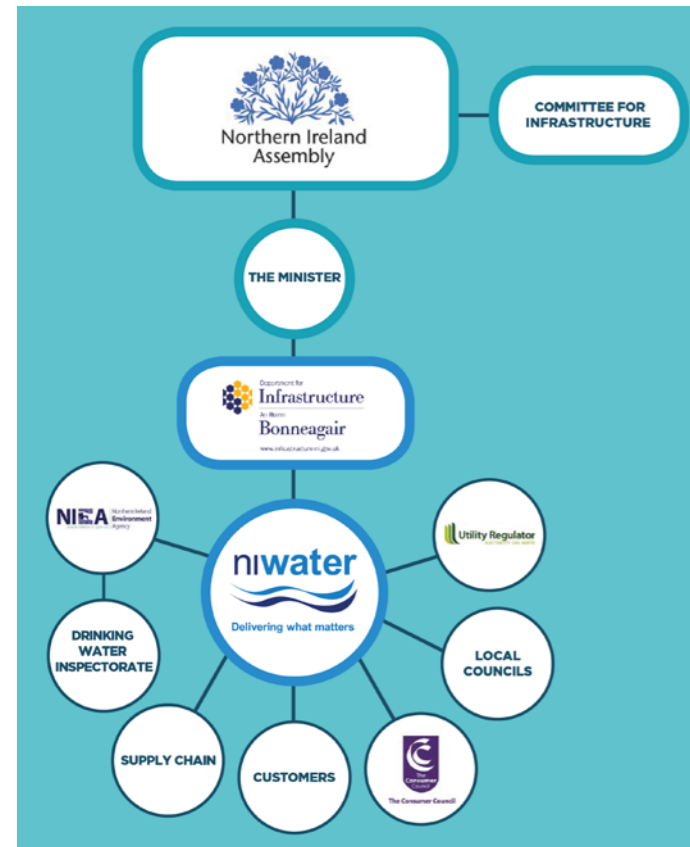 Northern Ireland
Assembly
COMMITTEE FOR
INFRASTRUCTURE
THE MINISTER
Department for
Infrastructure
An Roinn
Bonneagair
www.infrastructure-ni.gov.uk
NIEA
Northern Ireland
Environment
Agency
niwater
Delivering what matters
Utility Regulator
DRINKING
WATER
INSPECTORATE
LOCAL
COUNCILS
SUPPLY CHAIN
CUSTOMERS
The
Consumer
Council
The Consumer Council